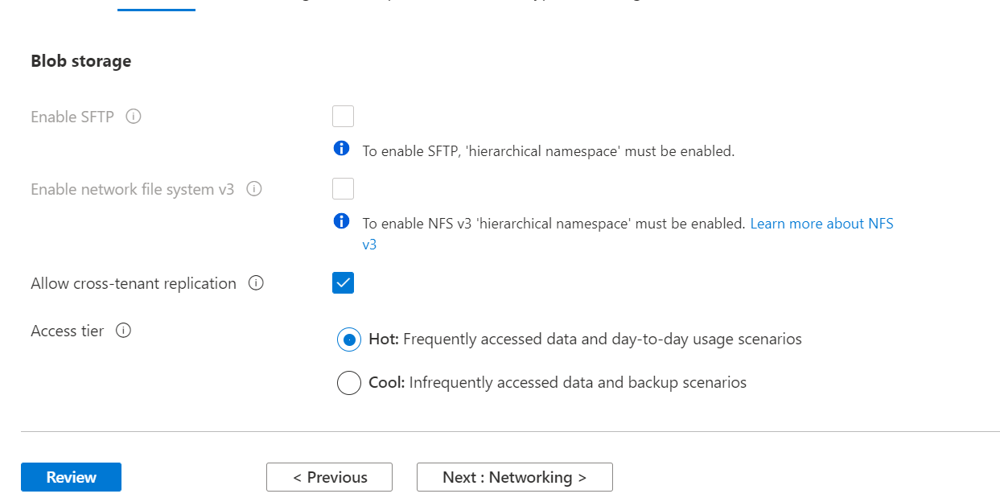 Blob storage
Enable SFTP
To enable SFTP, 'hierarchical namespace' must be enabled.
Enable network file system v3
To enable NFS v3 'hierarchical namespace' must be enabled. Learn more about NFS
v3
Allow cross-tenant replication
Access tier
Hot: Frequently accessed data and day-to-day usage scenarios
Cool: Infrequently accessed data and backup scenarios
Review
< Previous
Next : Networking >